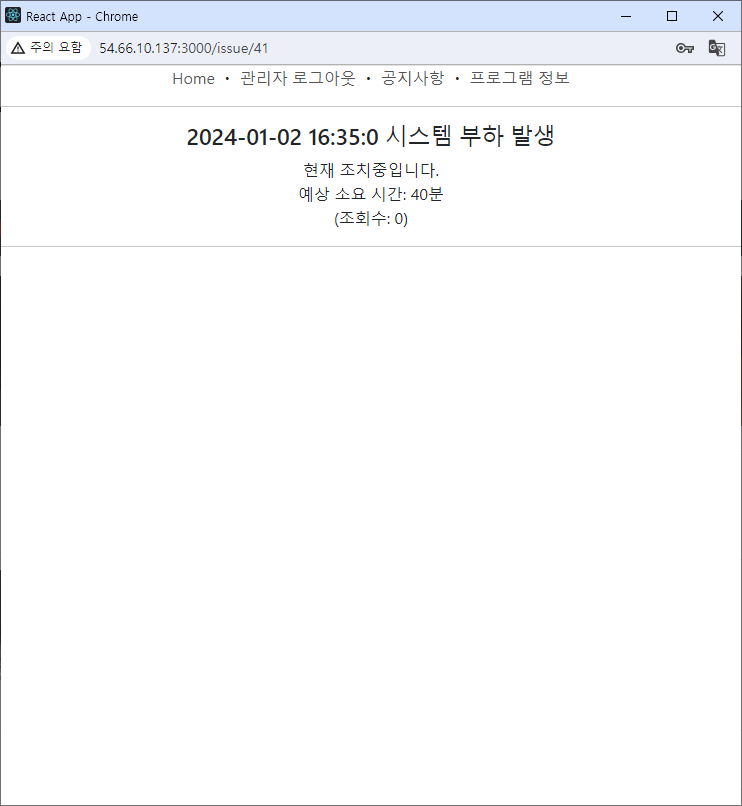 React App - Chrome
주의 요함 54.66.10.137:3000/issue/41
Home • 관리자 로그아웃 • 공지사항 • 프로그램 정보
2024-01-02 16:35:0 시스템 부하 발생
현재 조치중입니다.
예상 소요 시간: 40분
(조회수: 0)